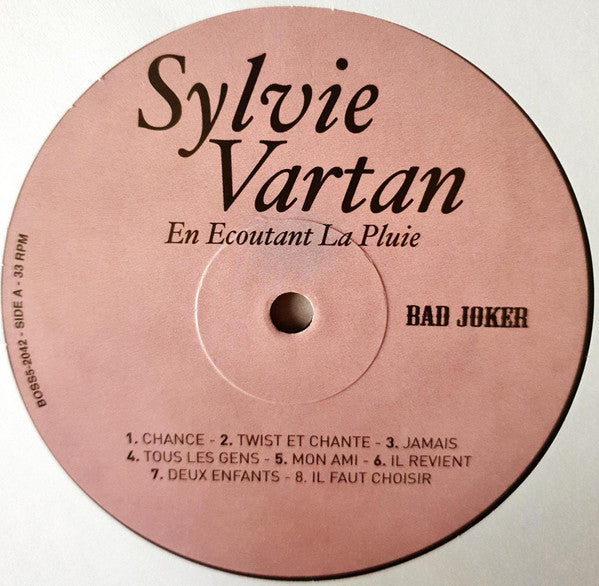 Sylvie
Vartan
En Ecoutant La Pluie
BOSS5-2042 - SIDE A - 33 RPM
BAD JOKER
1. CHANCE - 2. TWIST ET CHANTE - 3. JAMAIS
4. TOUS LES GENS - 5. MON AMI - 6. IL REVIENT
7. DEUX ENFANTS - 8. IL FAUT CHOISIR